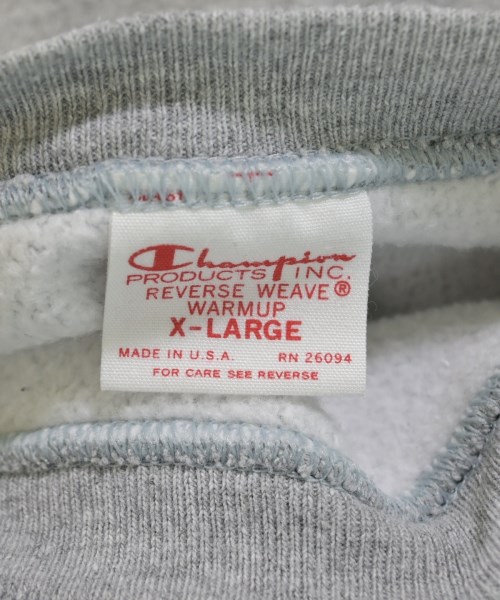 Champion
PRODUCTS INC.
REVERSE WEAVE®
WARMUP
X-LARGE
MADE IN U.S.A. RN 26094
FOR CARE SEE REVERSE